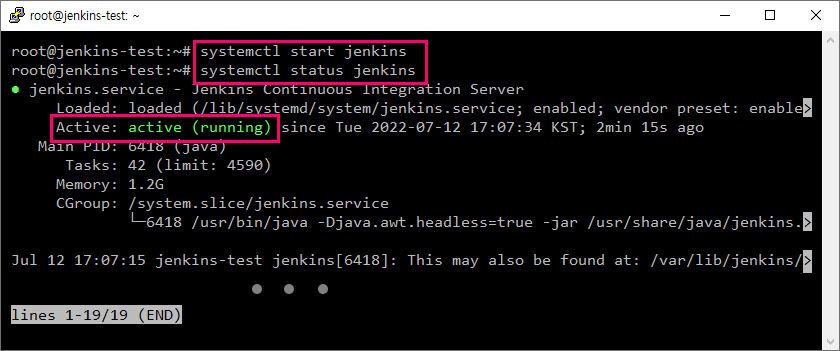 root@jenkins-test: ~
root@jenkins-test:~# systemctl start jenkins
root@jenkins-test:~# systemctl status jenkins
● jenkins.service - Jenkins Continuous Integration Server
Loaded: loaded (/lib/systemd/system/jenkins.service; enabled; vendor preset: enable>
Active: active (running) since Tue 2022-07-12 17:07:34 KST; 2min 15s ago
Main PID: 6418 (java)
Tasks: 42 (limit: 4590)
Memory: 1.2G
CGroup: /system.slice/jenkins.service
└─6418 /usr/bin/java -Djava.awt.headless=true -jar /usr/share/java/jenkins.>
Jul 12 17:07:15 jenkins-test jenkins[6418]: This may also be found at: /var/lib/jenkins/>
lines 1-19/19 (END)